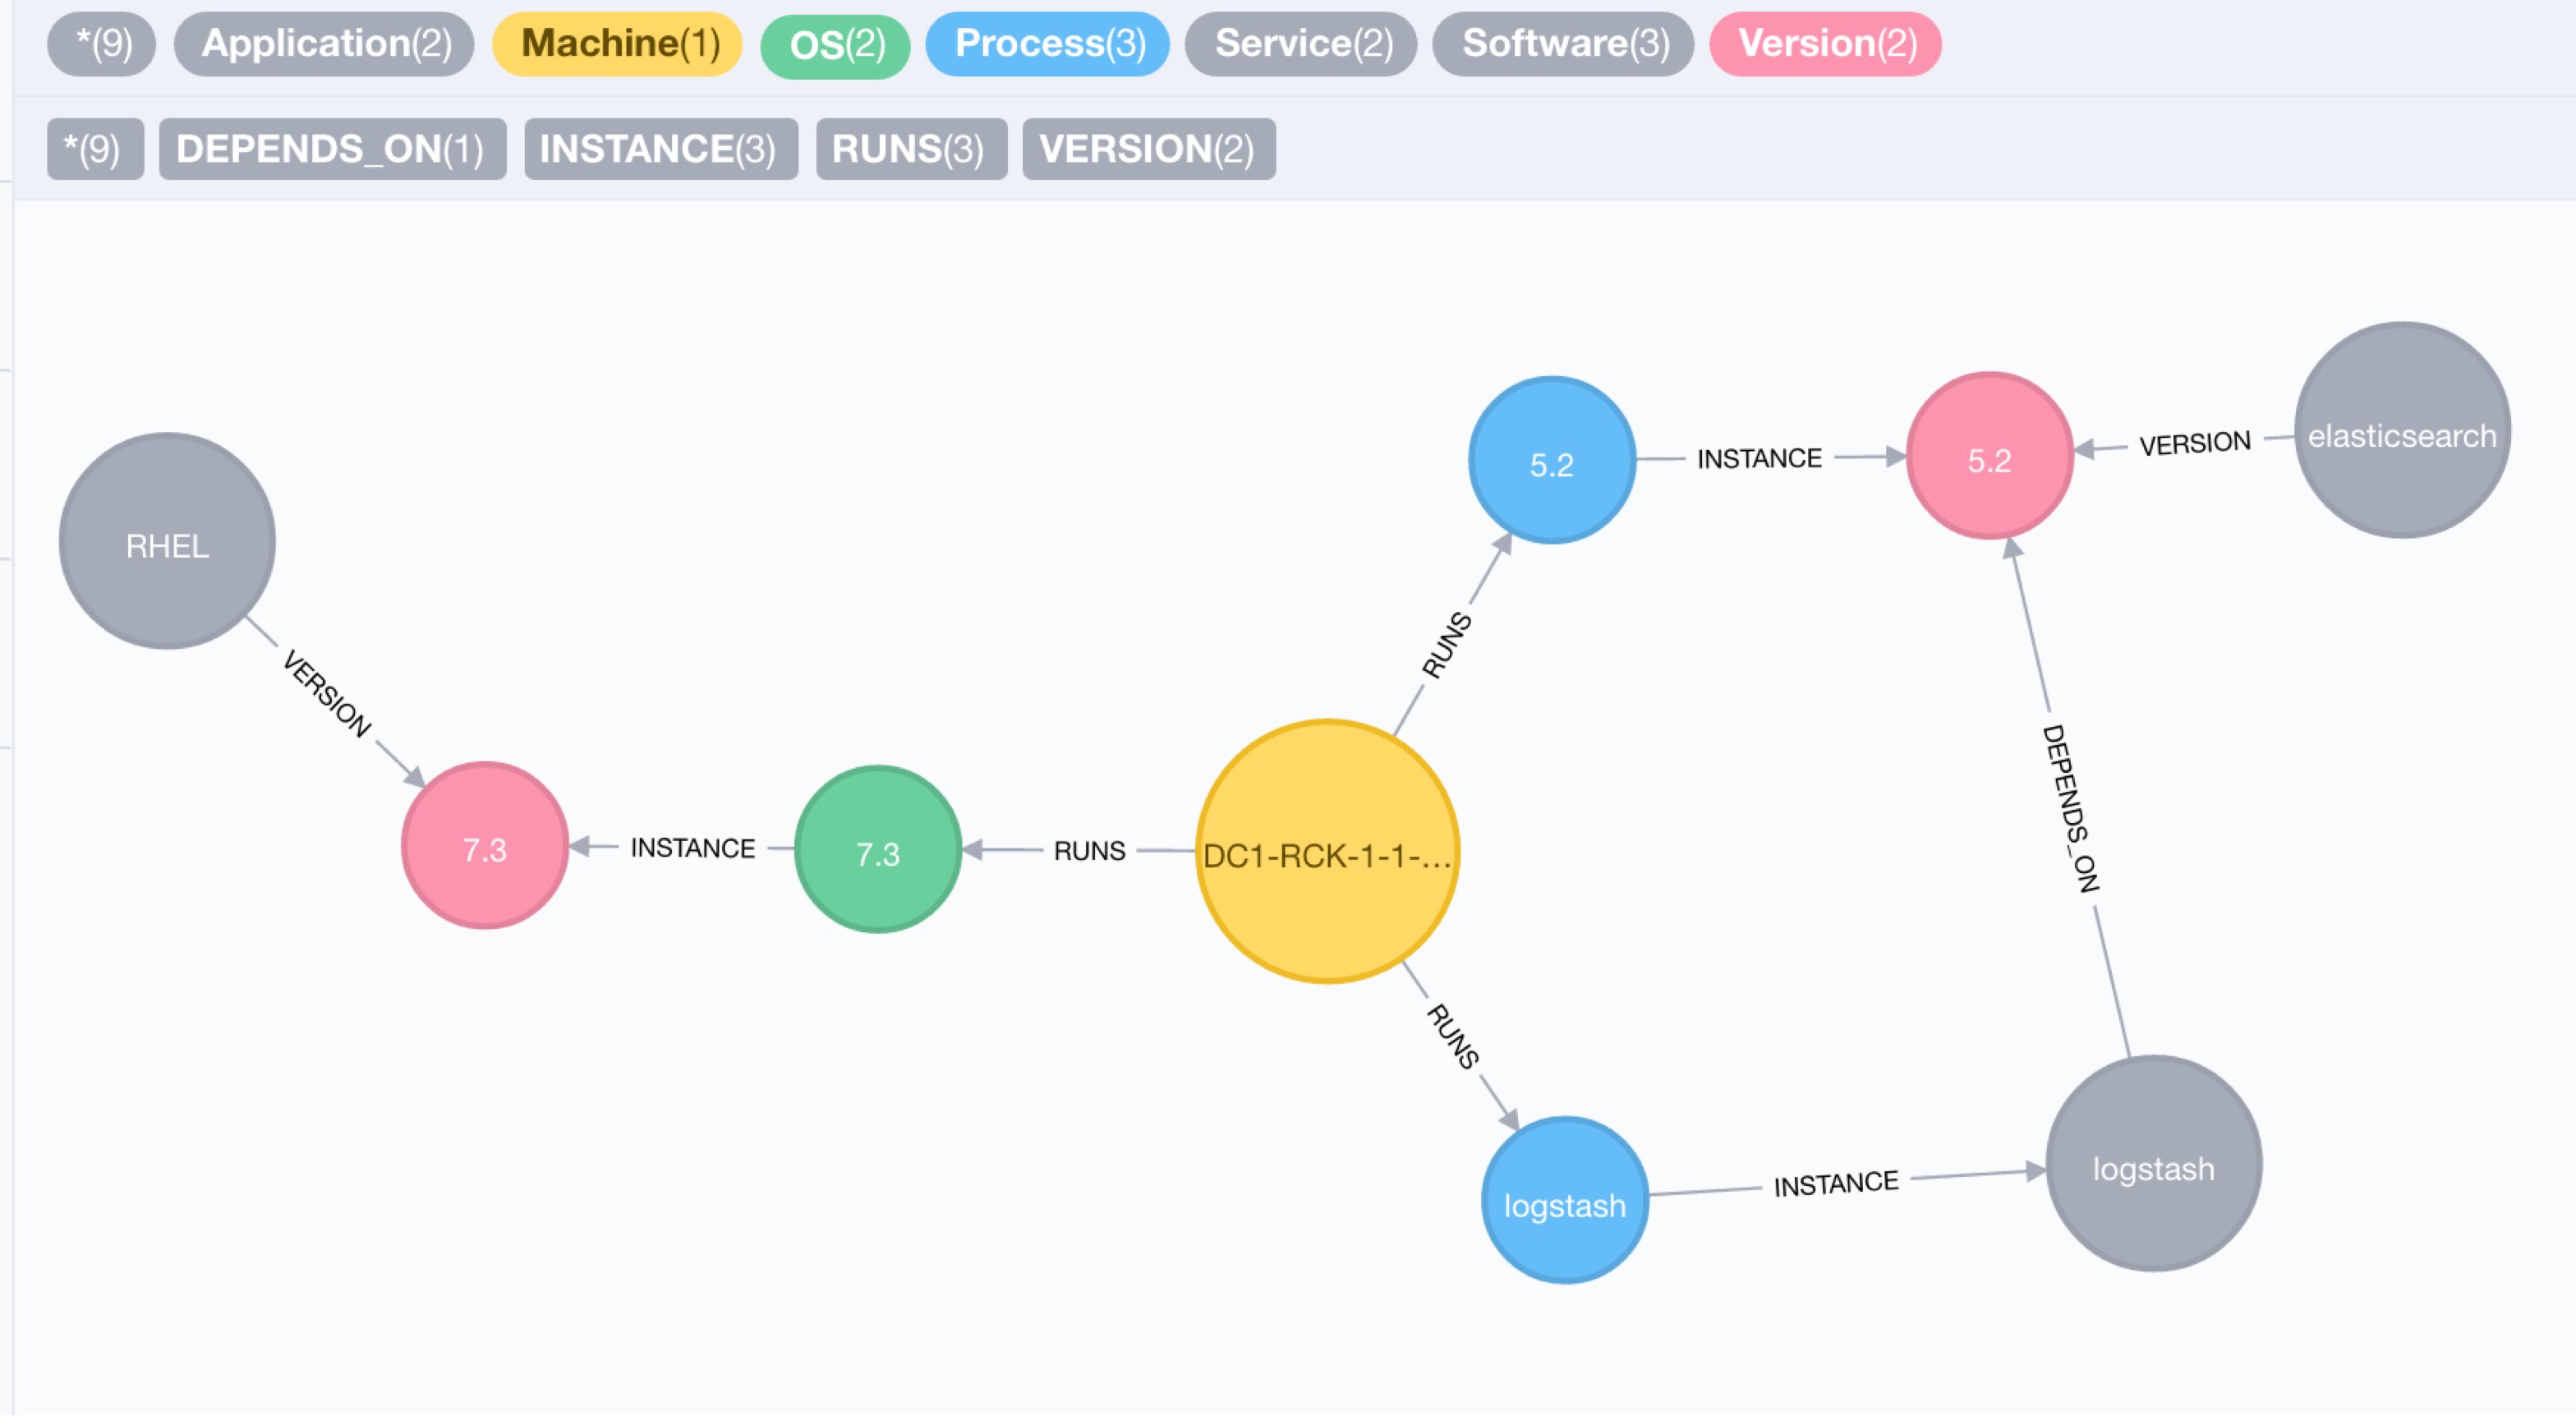 *(9) Application(2) Machine(1) OS(2) Process(3) Service(2) Software(3) Version(2)
*(9) DEPENDS_ON(1) INSTANCE(3) RUNS(3) VERSION(2)
RHEL
VERSION
7.3
INSTANCE
7.3
RUNS
DC1-RCK-1-1-...
RUNS
5.2
INSTANCE
5.2
VERSION
elasticsearch
DEPENDS_ON
RUNS
logstash
INSTANCE
logstash